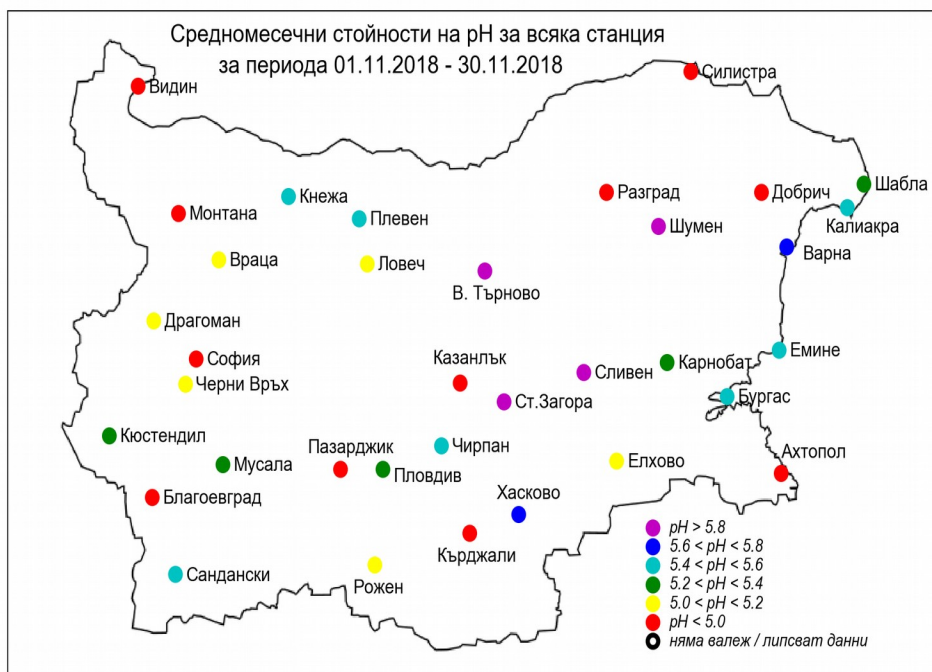 Средномесечни стойности на pH за всяка станция
за периода 01.11.2018 - 30.11.2018
Силистра
Видин
Шабла
Кнежа
Разград
Добрич
Монтана
Плевен
Калиакра
Шумен
Варна
Враца
Ловеч
В. Търново
Драгоман
Емине
София
Казанлък
Карнобат
Сливен
Черни Връх
Ст.Загора
Бургас
Кюстендил
Чирпан
Ахтопол
Пазарджик
Мусала
Елхово
Пловдив
Благоевград
Хасково
Кърджали
Сандански
Рожен
pH > 5.8
5.6 < pH < 5.8
5.4 < pH < 5.6
5.2 < pH < 5.4
5.0 < pH < 5.2
pH < 5.0
няма валеж / липсват данни